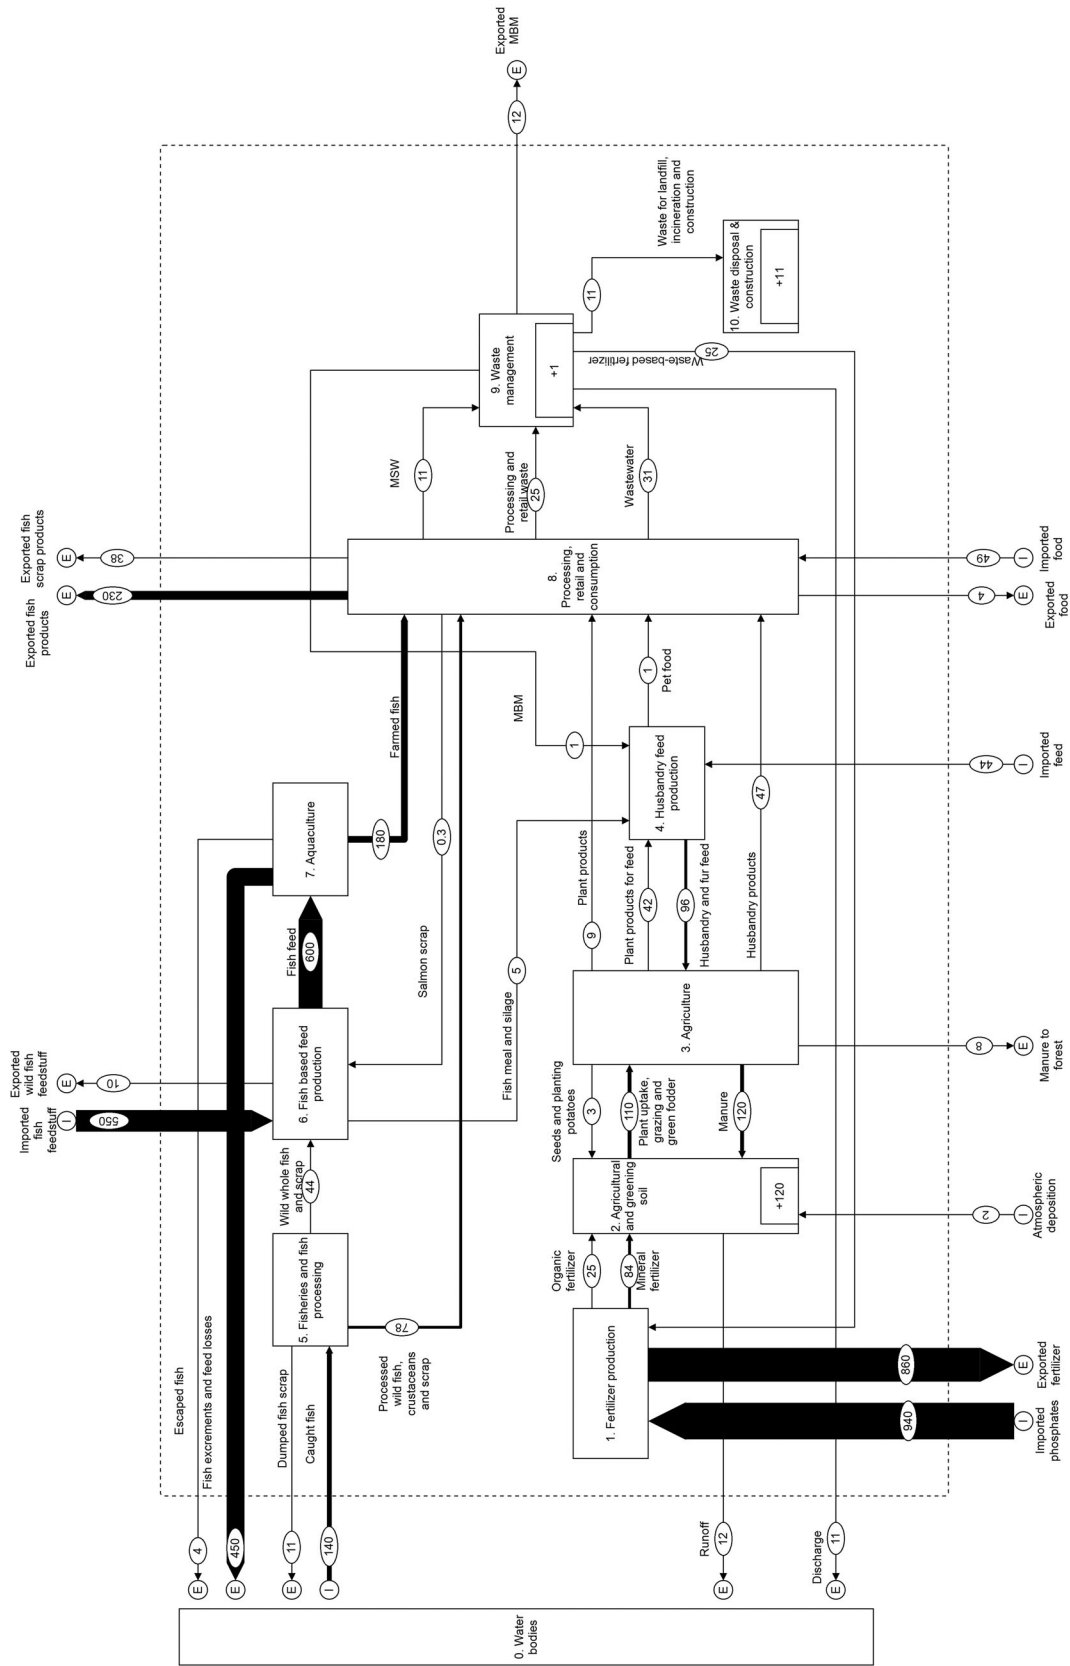 0. Water
bodies
E
4
Escaped fish
E
450
Fish excrements and feed losses
E
11
Dumped fish scrap
I
140
Caught fish
E
12
Runoff
E
11
Discharge
Imported
fish
feedstuff
I
550
Exported
wild fish
feedstuff
E
10
Exported fish
products
E
230
Exported fish
scrap products
E
38
5. Fisheries and fish
processing
Wild whole fish
and scrap
44
6. Fish based feed
production
Fish feed
600
7. Aquaculture
180
Farmed fish
78
Processed
wild fish,
crustaceans
and scrap
0.3
Salmon scrap
Fish meal and silage
5
1. Fertilizer production
Organic
fertilizer
25
84
Mineral
fertilizer
2. Agricultural
and greening
soil
+120
Seeds and planting
potatoes
3
110
Plant uptake,
grazing and
green fodder
Manure
120
3. Agriculture
9
Plant products
Plant products for feed
42
96
Husbandry and fur feed
Husbandry products
47
4. Husbandry feed
production
MBM
1
1
Pet food
8.
Processing,
retail and
consumption
MSW
11
Processing and
retail waste
25
Wastewater
31
9. Waste
management
+1
12
E
Exported
MBM
11
Waste for landfill,
incineration and
construction
Waste-based fertilizer
25
10. Waste disposal &
construction
+11
940
I
Imported
phosphates
860
E
Exported
fertilizer
2
I
Atmospheric
deposition
8
E
Manure to
forest
44
I
Imported
feed
4
E
Exported
food
49
I
Imported
food